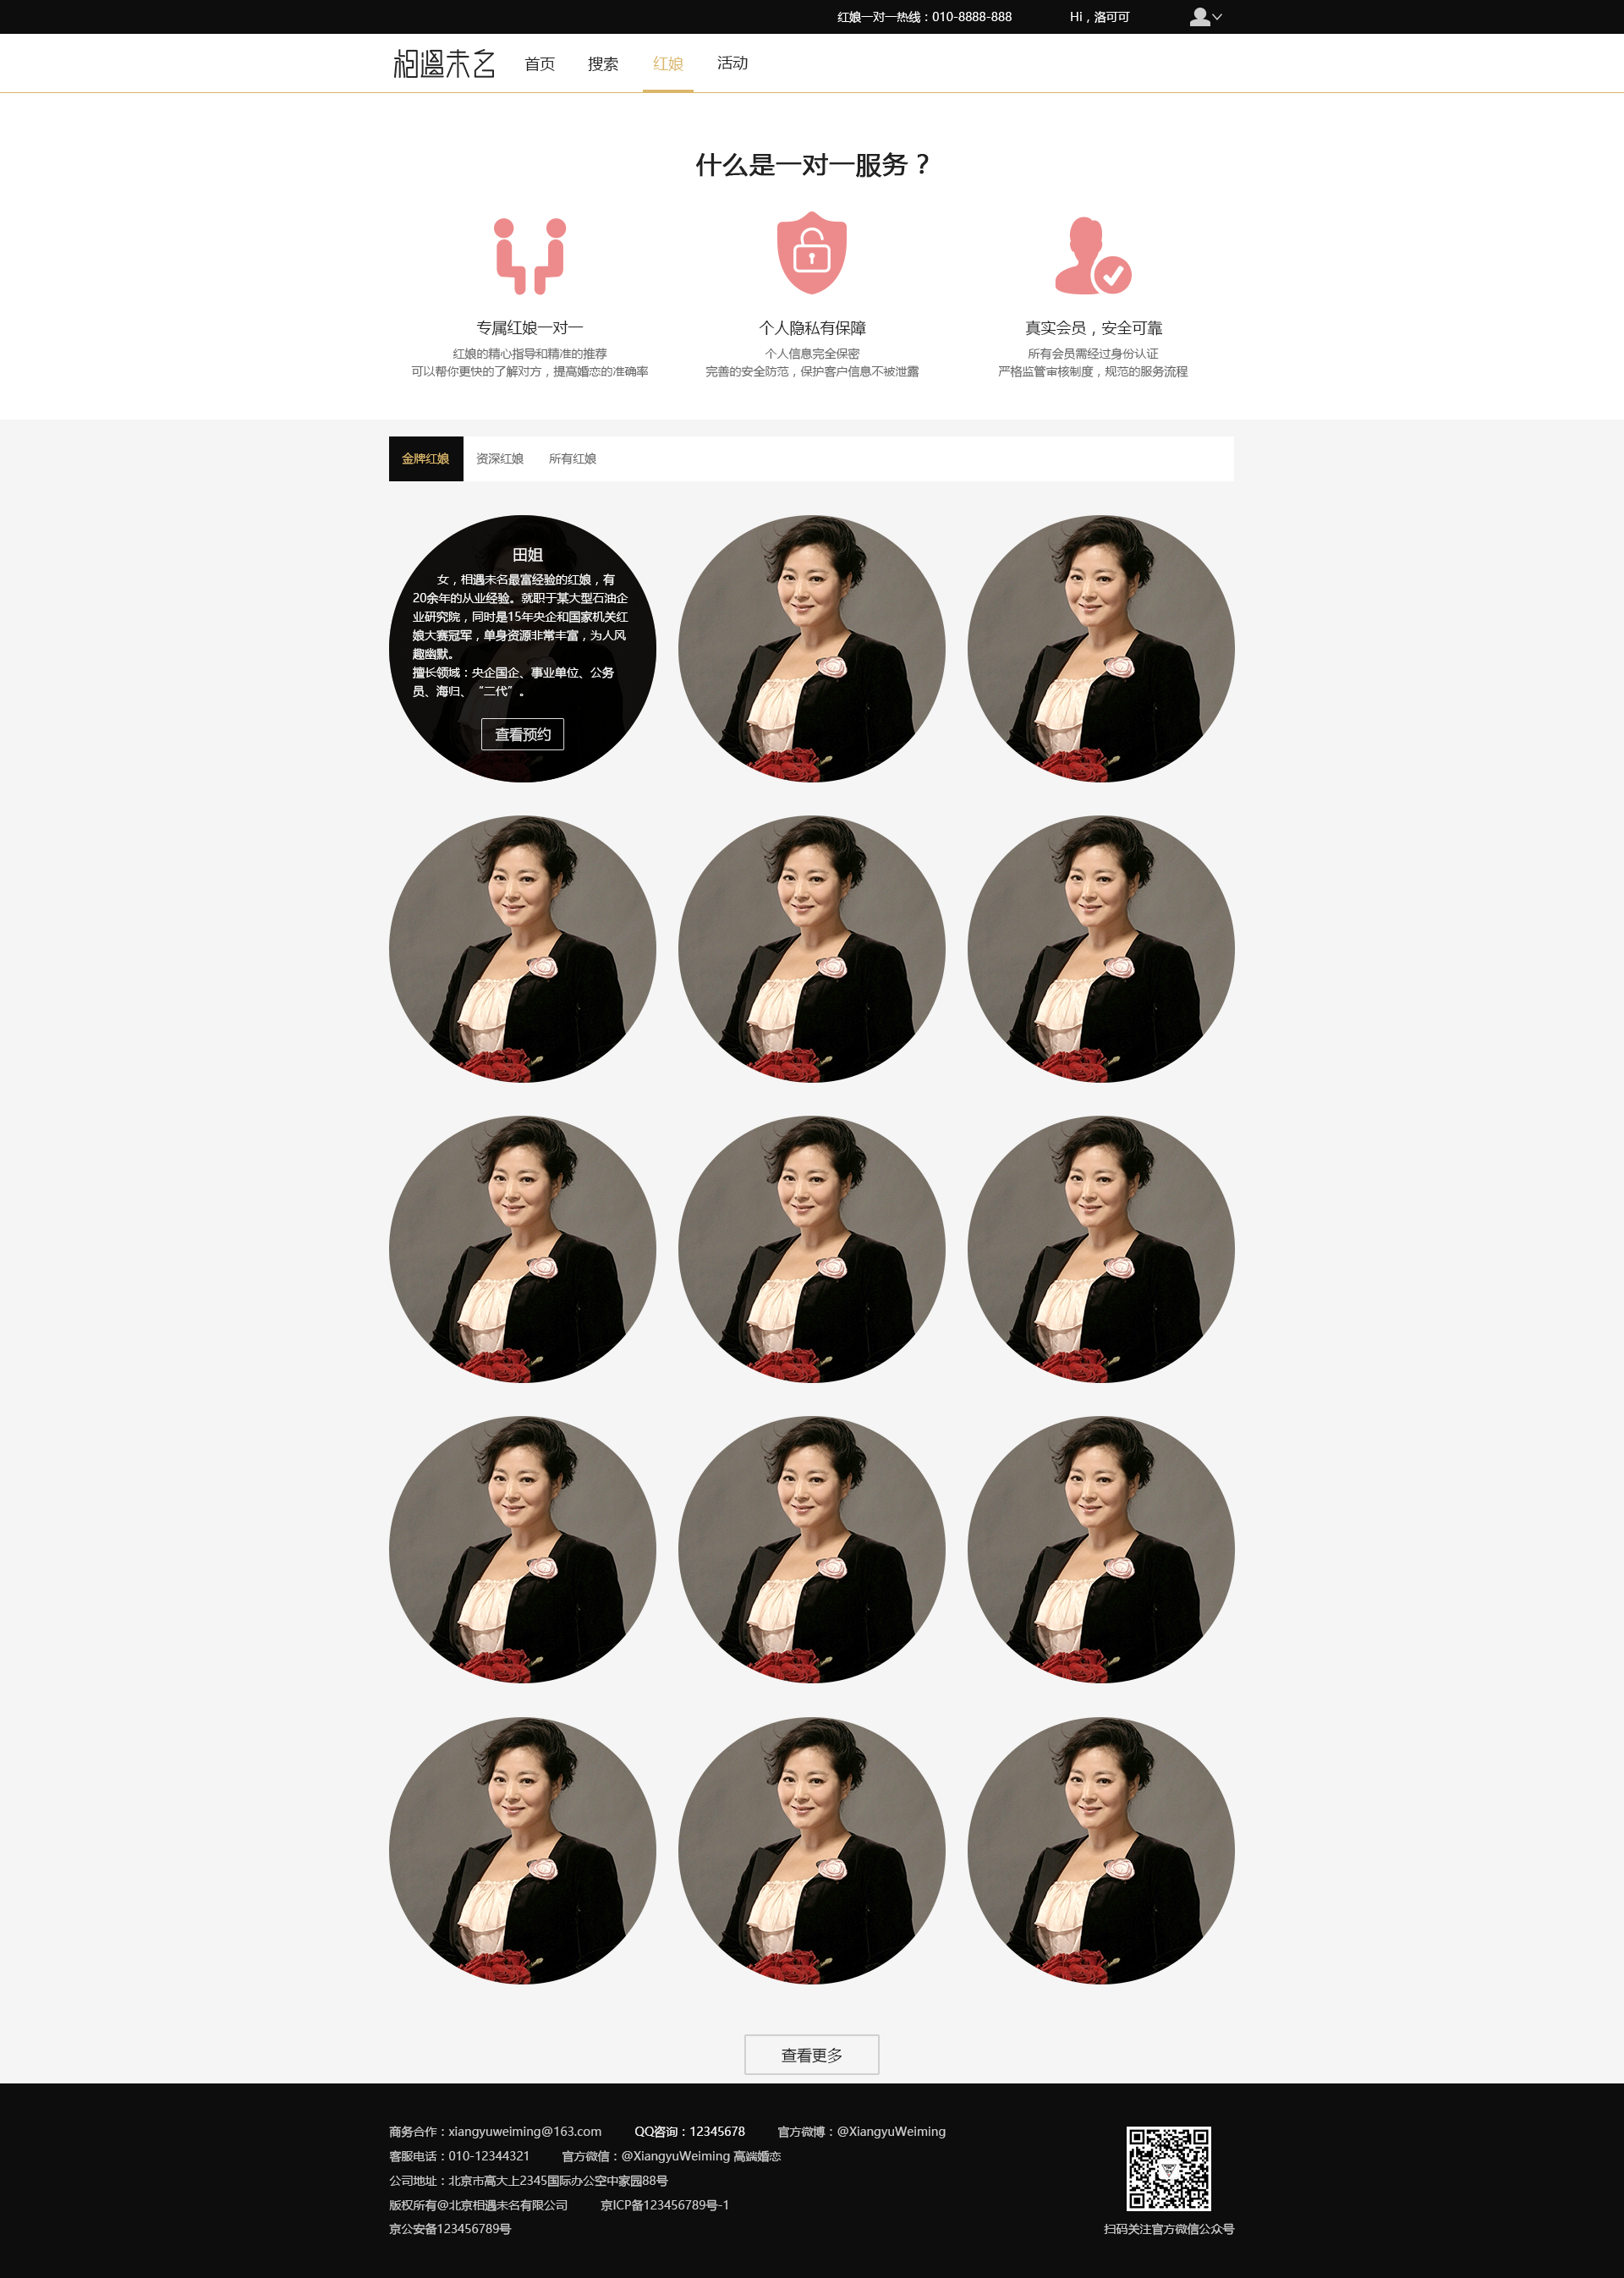 红娘一对一热线：010-8888-888 Hi，洛可可
相遇未名 首页 搜索 红娘 活动
什么是一对一服务？
专属红娘一对一
红娘的精心指导和精准的推荐
可以帮你更快的了解对方，提高婚恋的准确率
个人隐私有保障
个人信息完全保密
完善的安全防范，保护客户信息不被泄露
真实会员，安全可靠
所有会员需经过身份认证
严格监管审核制度，规范的服务流程
金牌红娘 资深红娘 所有红娘
田姐
女，相遇未名最富经验的红娘，有
20余年的从业经验。就职于某大型石油企
业研究院，同时是15年央企和国家机关红
娘大赛冠军，单身资源非常丰富，为人风
趣幽默。
擅长领域：央企国企、事业单位、公务
员、海归、“二代”。
查看预约
查看更多
商务合作：xiangyuweiming@163.com QQ咨询：12345678 官方微博：@XiangyuWeiming
客服电话：010-12344321 官方微信：@XiangyuWeiming 高端婚恋
公司地址：北京市高大上2345国际办公空中家园88号
版权所有@北京相遇未名有限公司 京ICP备123456789号-1
京公安备123456789号
扫码关注官方微信公众号